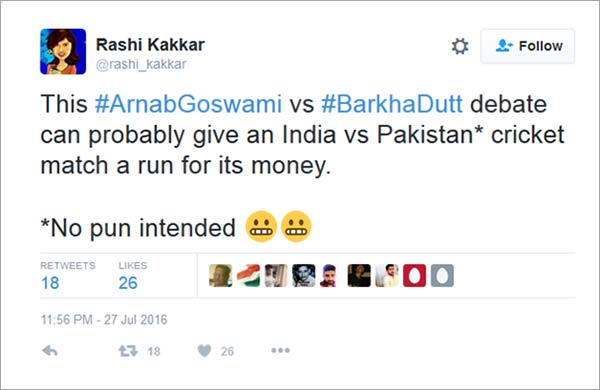 Rashi Kakkar
@rashi_kakkar
Follow
This #ArnabGoswami vs #BarkhaDutt debate
can probably give an India vs Pakistan* cricket
match a run for its money.
*No pun intended 😬😬
RETWEETS LIKES
18 26
11:56 PM - 27 Jul 2016
18 26